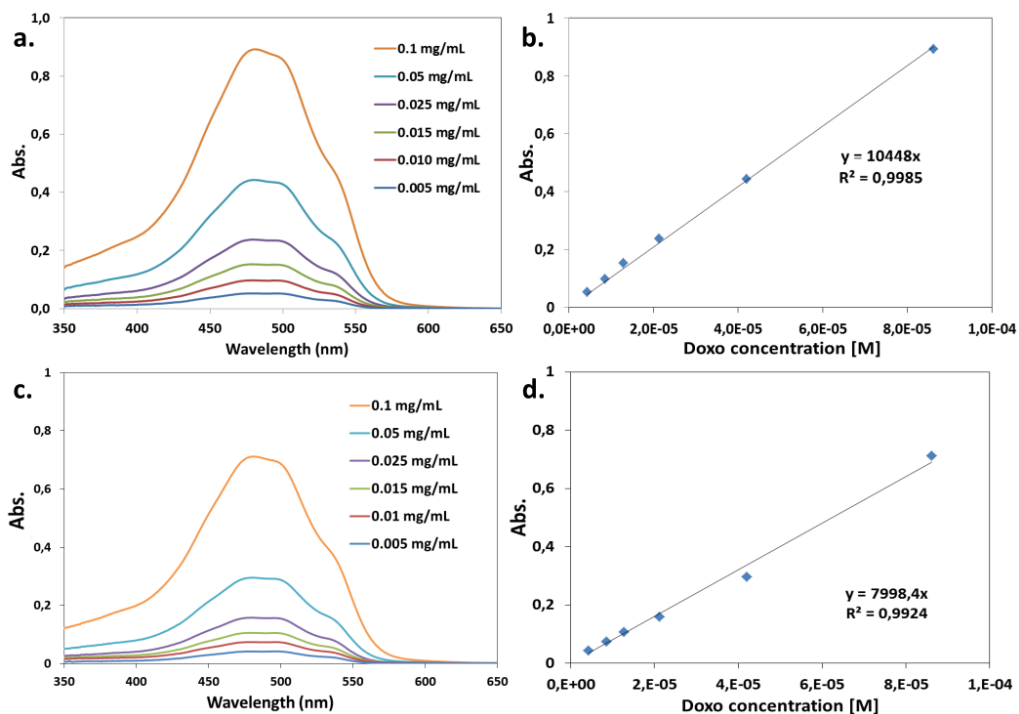 a.
1,0
0,8
0,6
0,4
0,2
0,0
Abs.
350
400
450
500
550
600
650
Wavelength (nm)
0.1 mg/mL
0.05 mg/mL
0.025 mg/mL
0.015 mg/mL
0.010 mg/mL
0.005 mg/mL
b.
1
0,8
0,6
0,4
0,2
0
Abs.
0,0E+00
2,0E-05
4,0E-05
6,0E-05
8,0E-05
1,0E-04
Doxo concentration [M]
y = 10448x
R² = 0,9985
c.
1
0,8
0,6
0,4
0,2
0
Abs.
350
400
450
500
550
600
650
Wavelength (nm)
0.1 mg/mL
0.05 mg/mL
0.025 mg/mL
0.015 mg/mL
0.01 mg/mL
0.005 mg/mL
d.
1
0,8
0,6
0,4
0,2
0
Abs.
0,E+00
2,E-05
4,E-05
6,E-05
8,E-05
1,E-04
Doxo concentration [M]
y = 7998,4x
R² = 0,9924